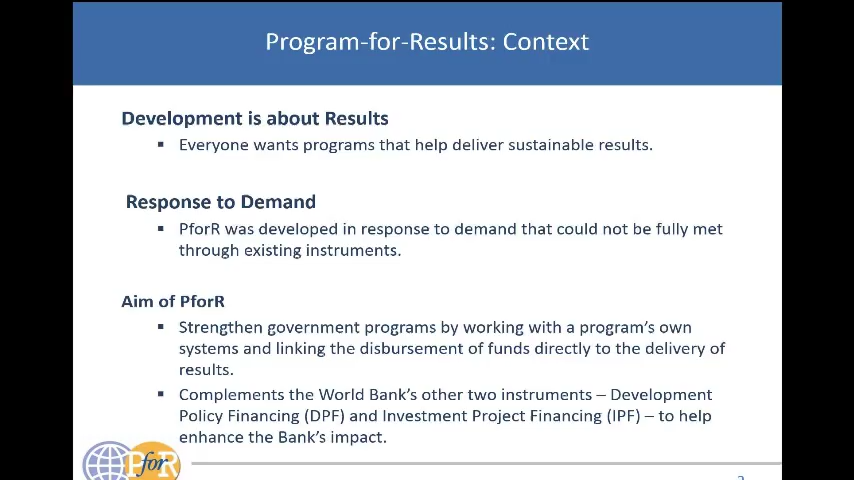 Program-for-Results: Context
Development is about Results
▪ Everyone wants programs that help deliver sustainable results.
Response to Demand
▪ PforR was developed in response to demand that could not be fully met
through existing instruments.
Aim of PforR
▪ Strengthen government programs by working with a program's own
systems and linking the disbursement of funds directly to the delivery of
results.
▪ Complements the World Bank's other two instruments – Development
Policy Financing (DPF) and Investment Project Financing (IPF) – to help
enhance the Bank's impact.
PforR